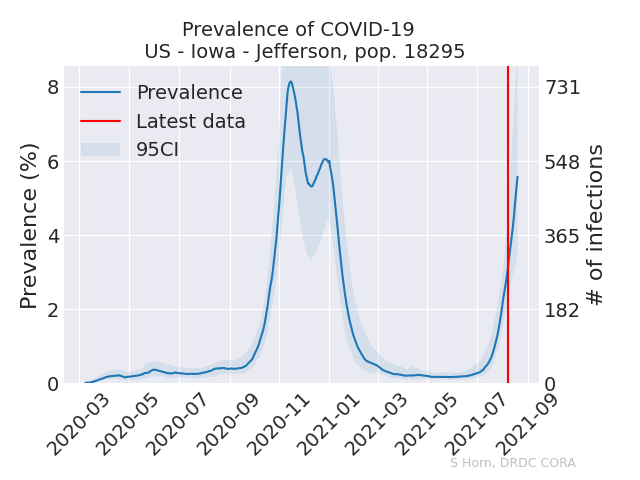 Prevalence of COVID-19
US - Iowa - Jefferson, pop. 18295
Prevalence
Latest data
95CI
Prevalence (%)
8
6
4
2
0
731
548
365
182
0
# of infections
2020-03
2020-05
2020-07
2020-09
2020-11
2021-01
2021-03
2021-05
2021-07
2021-09
S Horn, DRDC CORA